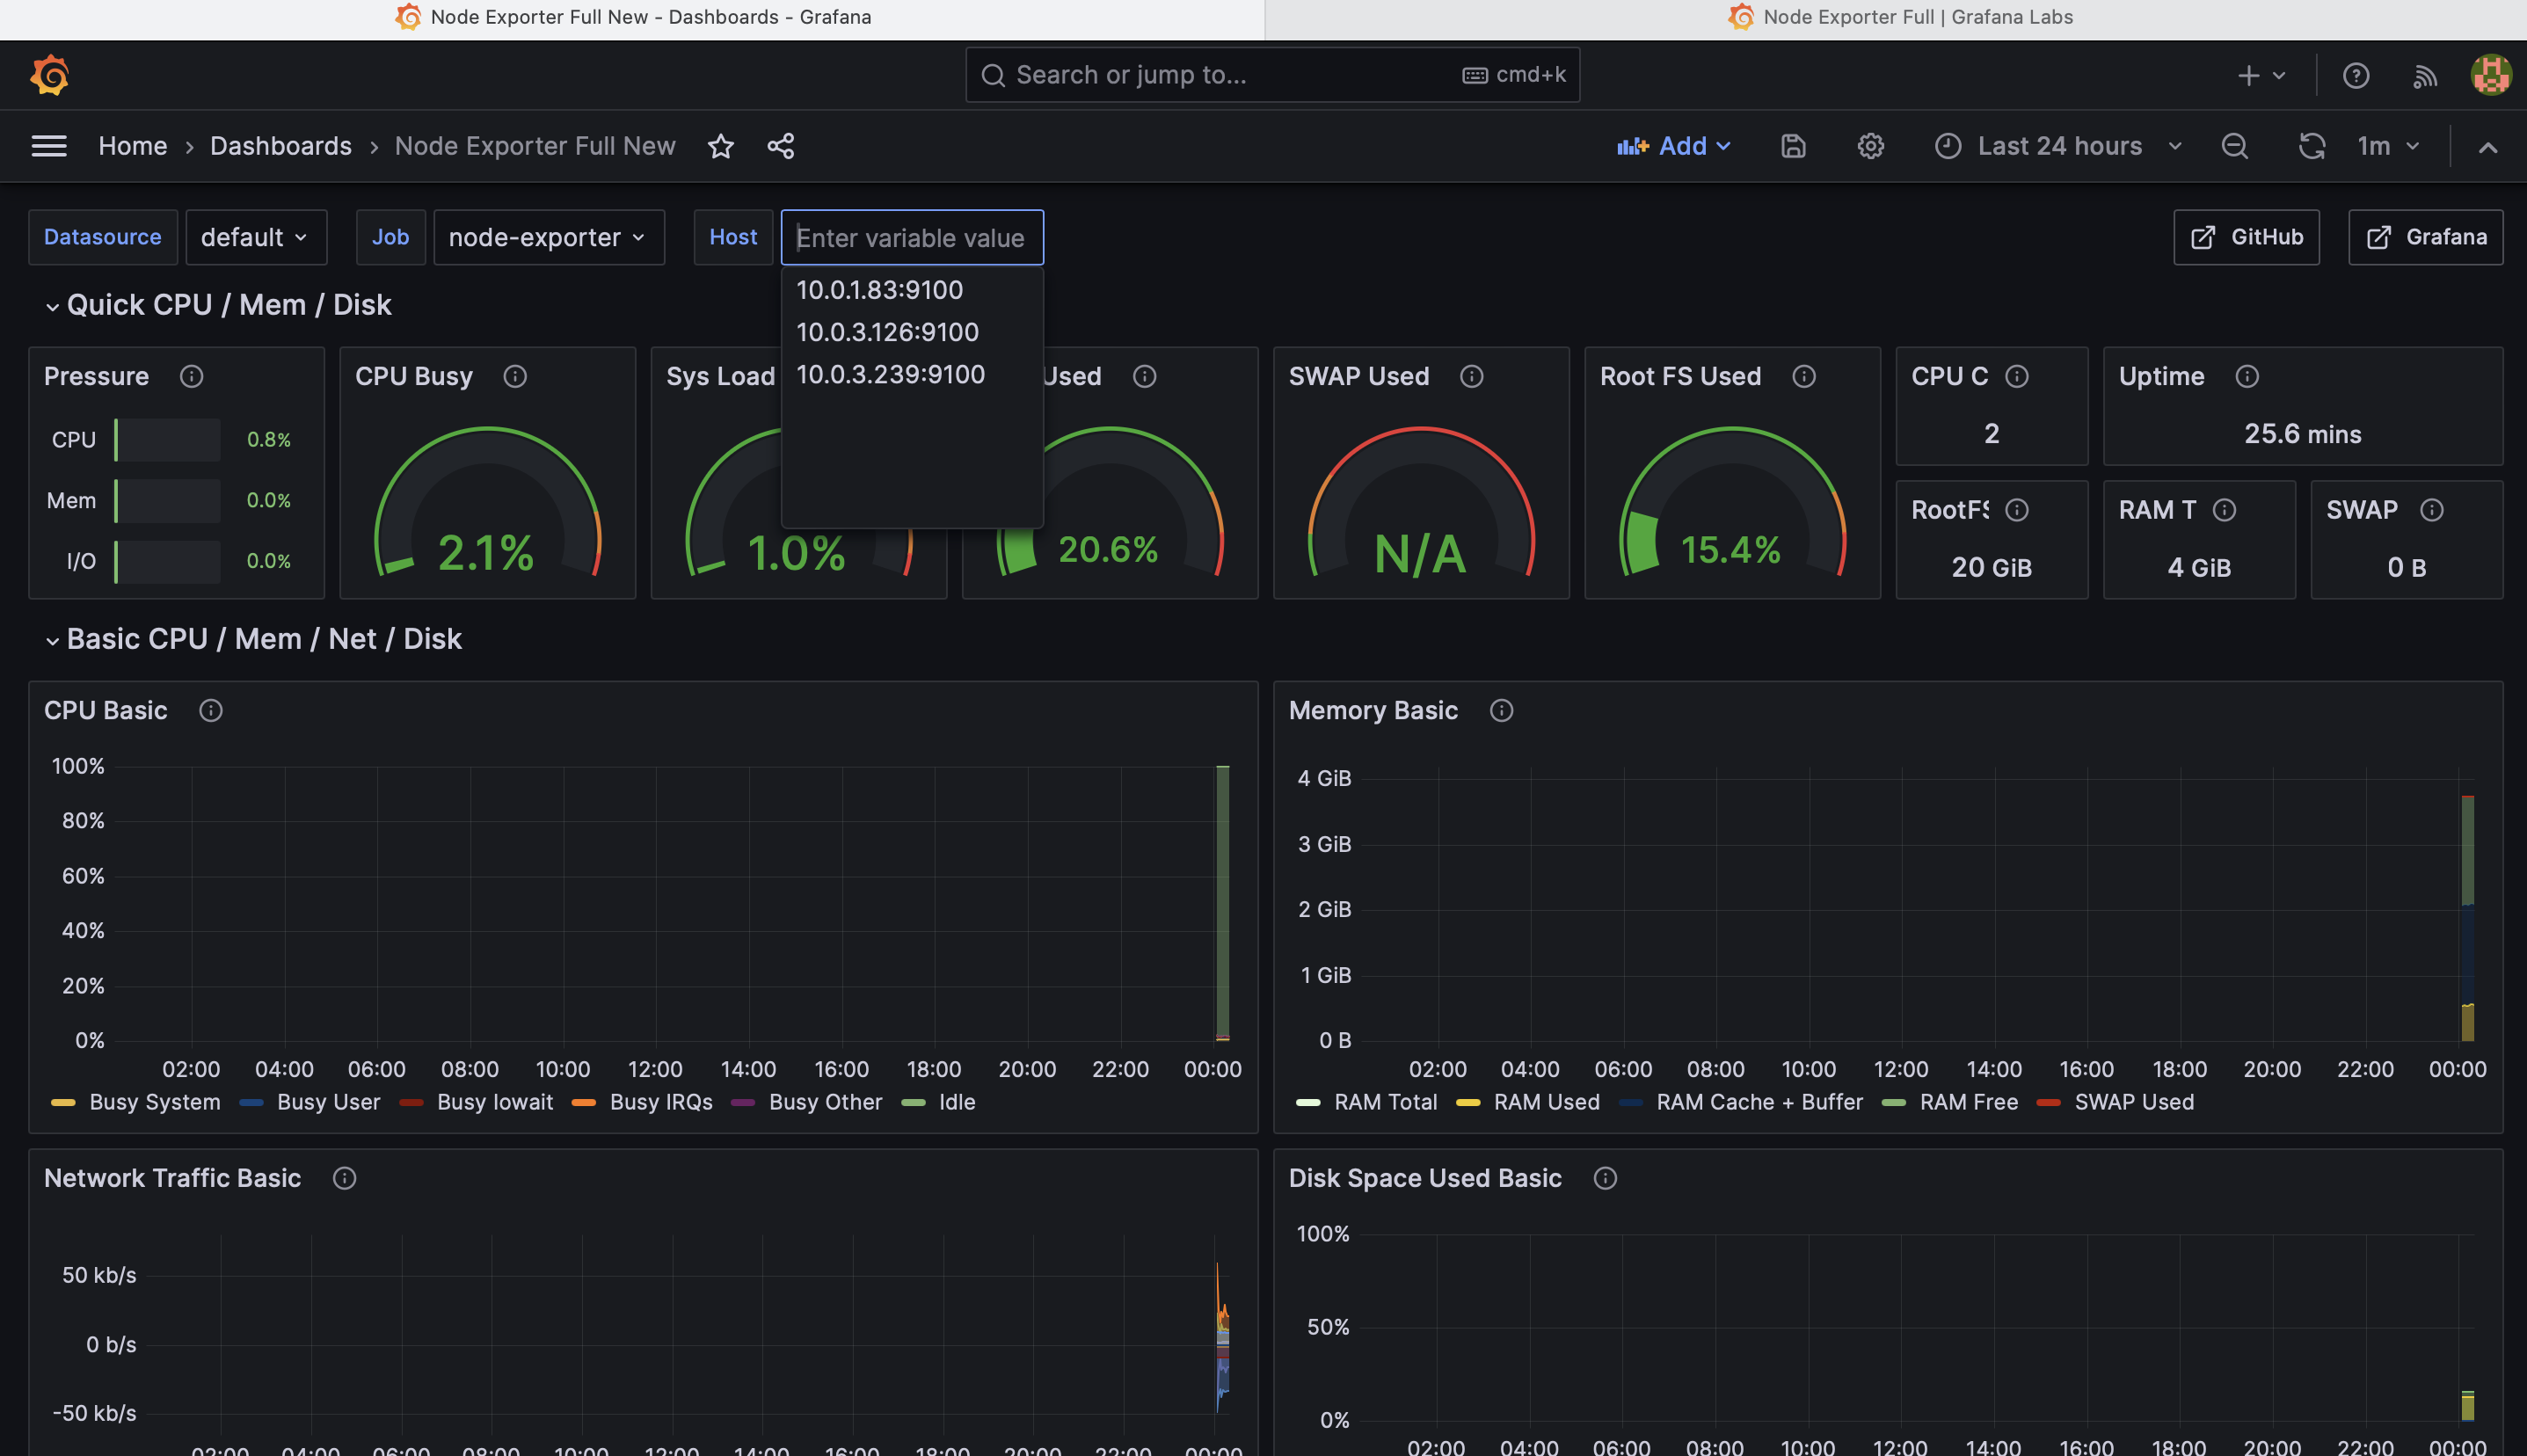 Node Exporter Full New - Dashboards - Grafana
Node Exporter Full | Grafana Labs
Search or jump to... cmd+k
Home › Dashboards › Node Exporter Full New
Add
Last 24 hours
1m
Datasource default Job node-exporter Host Enter variable value
GitHub Grafana
10.0.1.83:9100
10.0.3.126:9100
10.0.3.239:9100
Quick CPU / Mem / Disk
Pressure
CPU 0.8%
Mem 0.0%
I/O 0.0%
CPU Busy
2.1%
Sys Load
1.0%
Used
20.6%
SWAP Used
N/A
Root FS Used
15.4%
CPU C
2
Uptime
25.6 mins
RootFS
20 GiB
RAM T
4 GiB
SWAP
0 B
Basic CPU / Mem / Net / Disk
CPU Basic
100%
80%
60%
40%
20%
0%
02:00 04:00 06:00 08:00 10:00 12:00 14:00 16:00 18:00 20:00 22:00 00:00
Busy System Busy User Busy Iowait Busy IRQs Busy Other Idle
Memory Basic
4 GiB
3 GiB
2 GiB
1 GiB
0 B
02:00 04:00 06:00 08:00 10:00 12:00 14:00 16:00 18:00 20:00 22:00 00:00
RAM Total RAM Used RAM Cache + Buffer RAM Free SWAP Used
Network Traffic Basic
50 kb/s
0 b/s
-50 kb/s
02:00 04:00 06:00 08:00 10:00 12:00 14:00 16:00 18:00 20:00 22:00 00:00
Disk Space Used Basic
100%
50%
0%
02:00 04:00 06:00 08:00 10:00 12:00 14:00 16:00 18:00 20:00 22:00 00:00